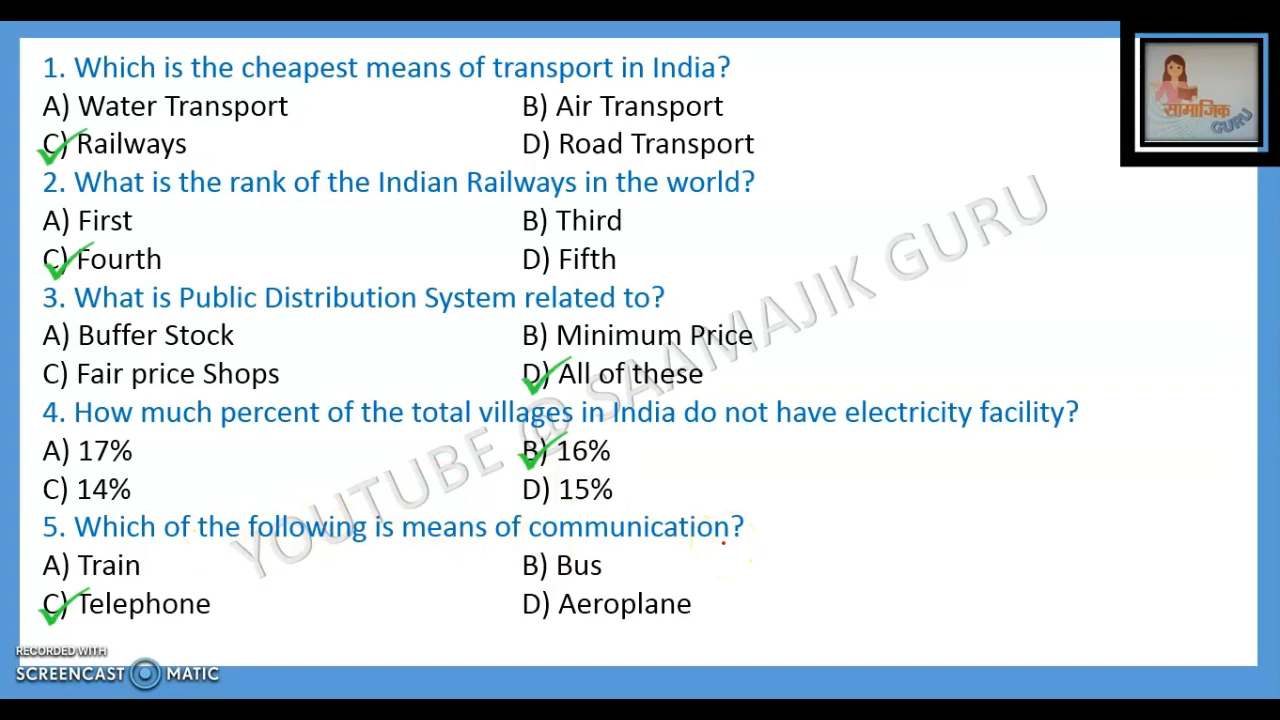 1. Which is the cheapest means of transport in India?
A) Water Transport B) Air Transport
C) Railways D) Road Transport
2. What is the rank of the Indian Railways in the world?
A) First B) Third
C) Fourth D) Fifth
3. What is Public Distribution System related to?
A) Buffer Stock B) Minimum Price
C) Fair price Shops D) All of these
4. How much percent of the total villages in India do not have electricity facility?
A) 17% B) 16%
C) 14% D) 15%
5. Which of the following is means of communication?
A) Train B) Bus
C) Telephone D) Aeroplane
YOUTUBE @ SAAMAJIK GURU
सामाजिक
GURU
RECORDED WITH
SCREENCAST MATIC